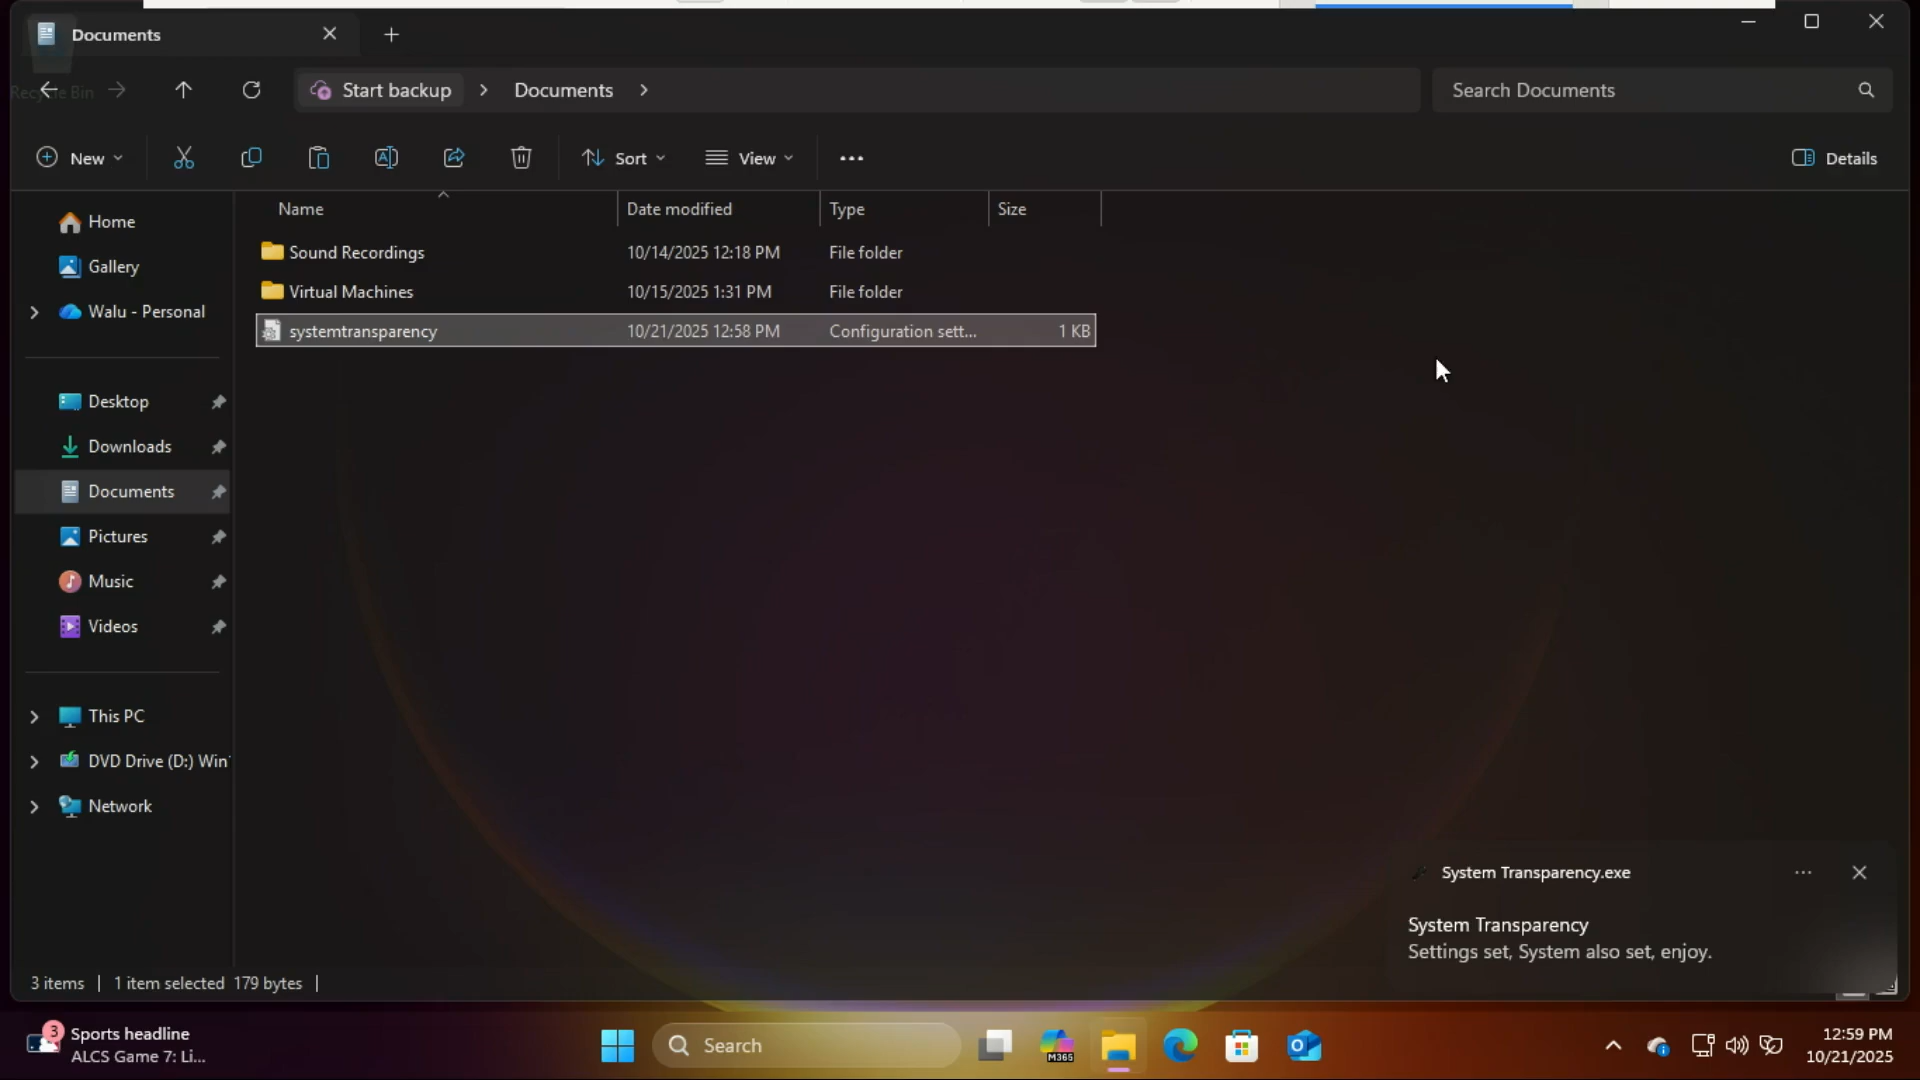 Documents
Recycle Bin
Start backup
Documents
Search Documents
New
Sort
View
Details
Name
Date modified
Type
Size
Sound Recordings
10/14/2025 12:18 PM
File folder
Virtual Machines
10/15/2025 1:31 PM
File folder
systemtransparency
10/21/2025 12:58 PM
Configuration sett...
1 KB
Home
Gallery
Walu - Personal
Desktop
Downloads
Documents
Pictures
Music
Videos
This PC
DVD Drive (D:) Win
Network
System Transparency.exe
System Transparency
Settings set, System also set, enjoy.
3 items
1 item selected 179 bytes
3
Sports headline
ALCS Game 7: Li...
Search
M365
12:59 PM
10/21/2025